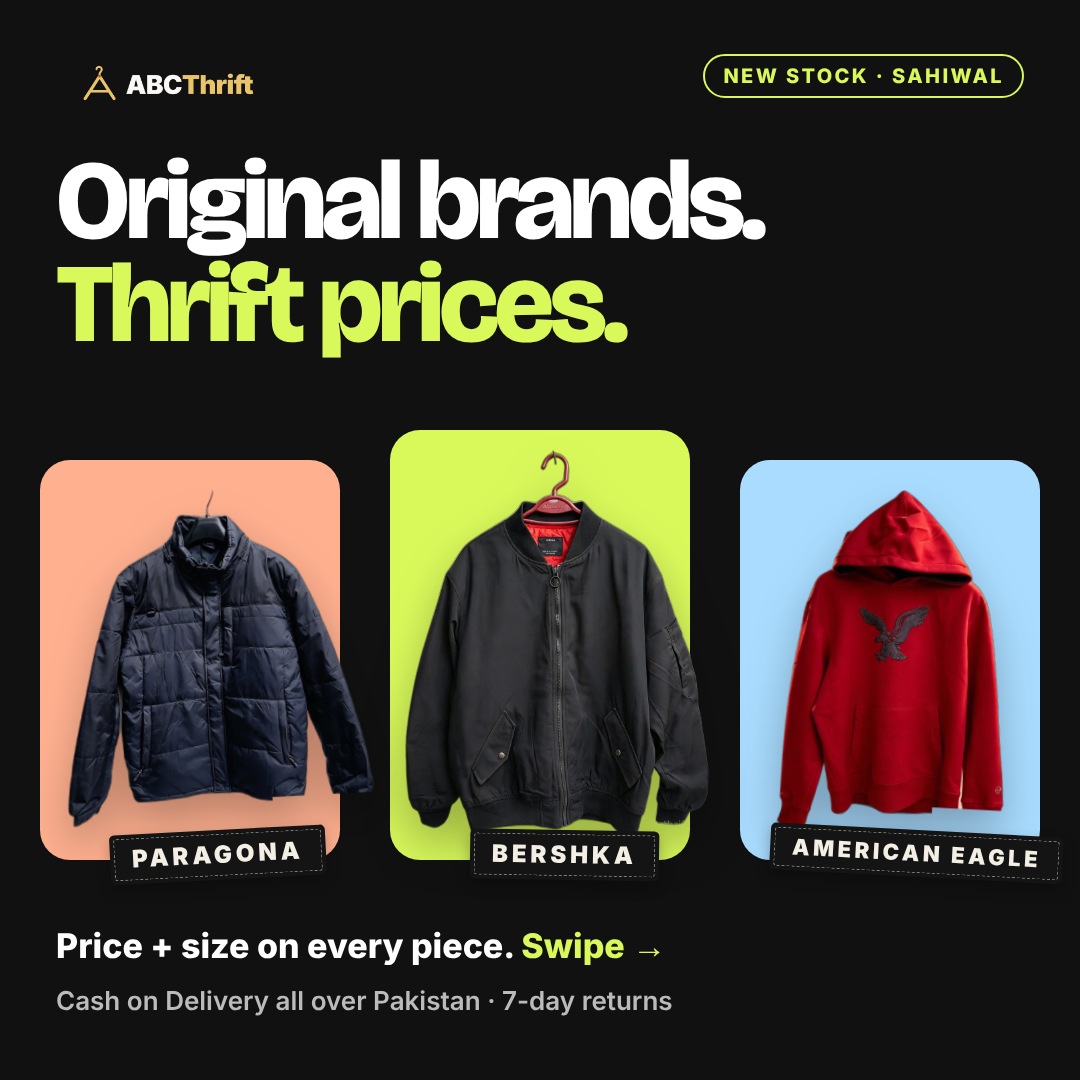 ABCThrift
NEW STOCK · SAHIWAL
Original brands.
Thrift prices.
PARAGONA
BERSHKA
AMERICAN EAGLE
Price + size on every piece. Swipe →
Cash on Delivery all over Pakistan · 7-day returns